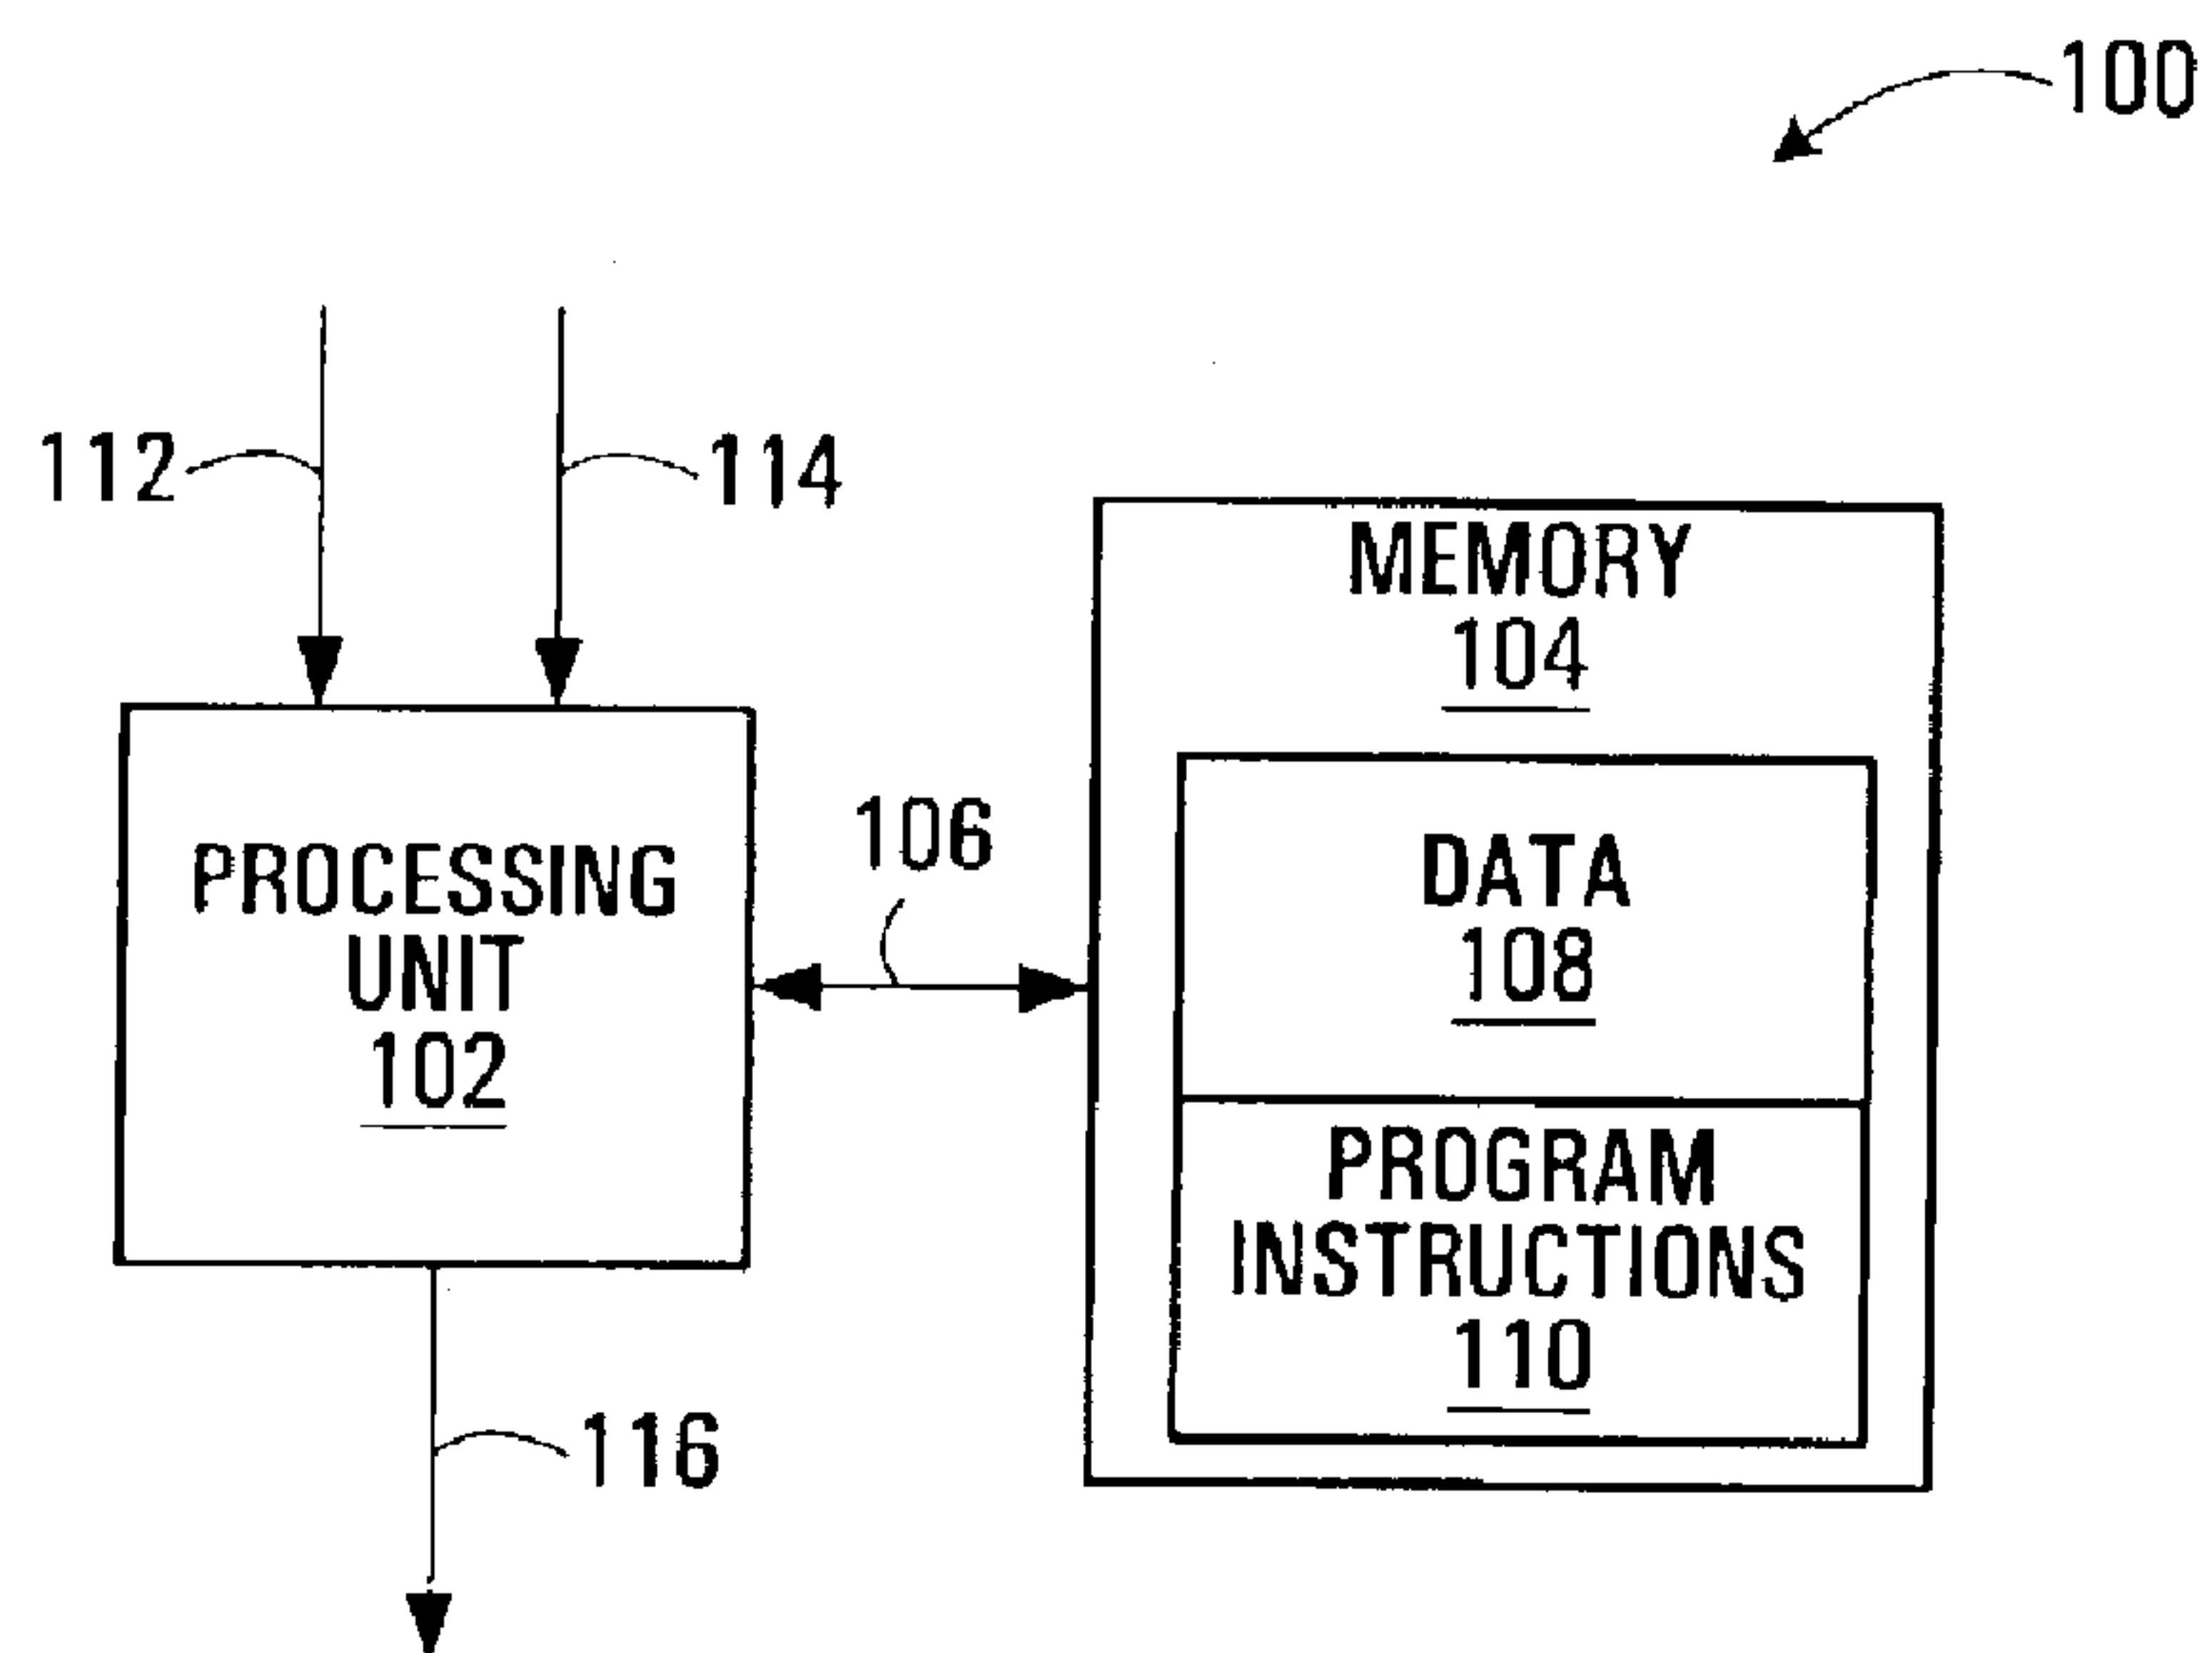 100
112
114
MEMORY
104
PROCESSING
UNIT
102
106
DATA
108
PROGRAM
INSTRUCTIONS
110
116